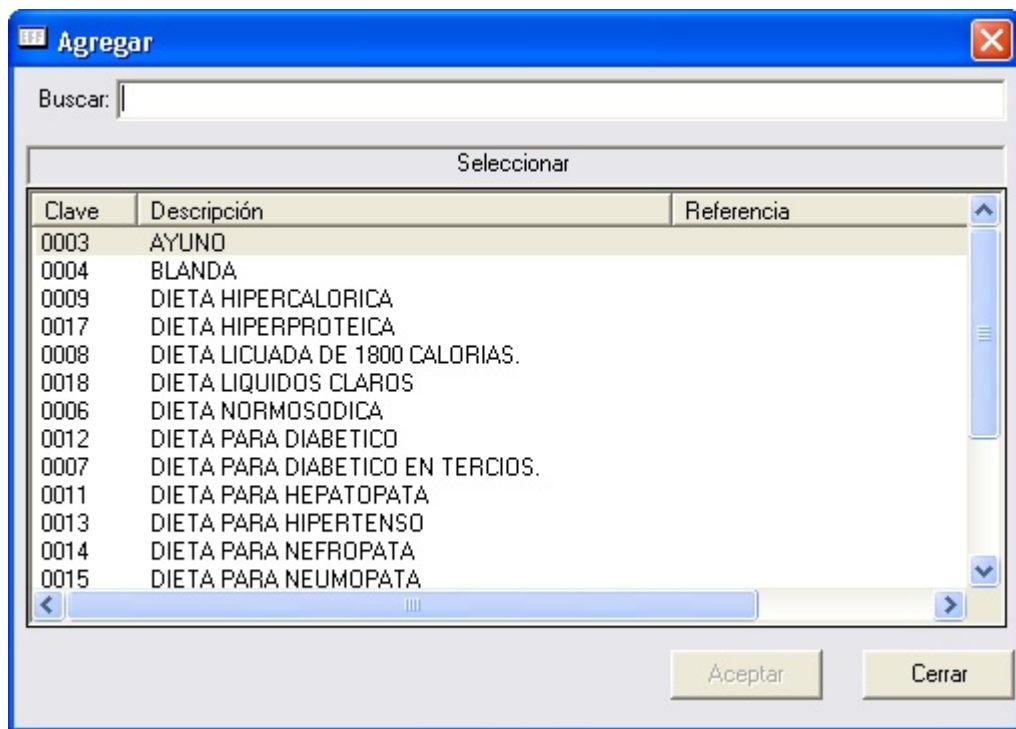 Agregar
Buscar:
Seleccionar
Clave Descripción Referencia
0003 AYUNO
0004 BLANDA
0009 DIETA HIPERCALORICA
0017 DIETA HIPERPROTEICA
0008 DIETA LICUADA DE 1800 CALORIAS.
0018 DIETA LIQUIDOS CLAROS
0006 DIETA NORMOSODICA
0012 DIETA PARA DIABETICO
0007 DIETA PARA DIABETICO EN TERCIOS.
0011 DIETA PARA HEPATOPATA
0013 DIETA PARA HIPERTENSO
0014 DIETA PARA NEFROPATA
0015 DIETA PARA NEUMOPATA
Aceptar Cerrar